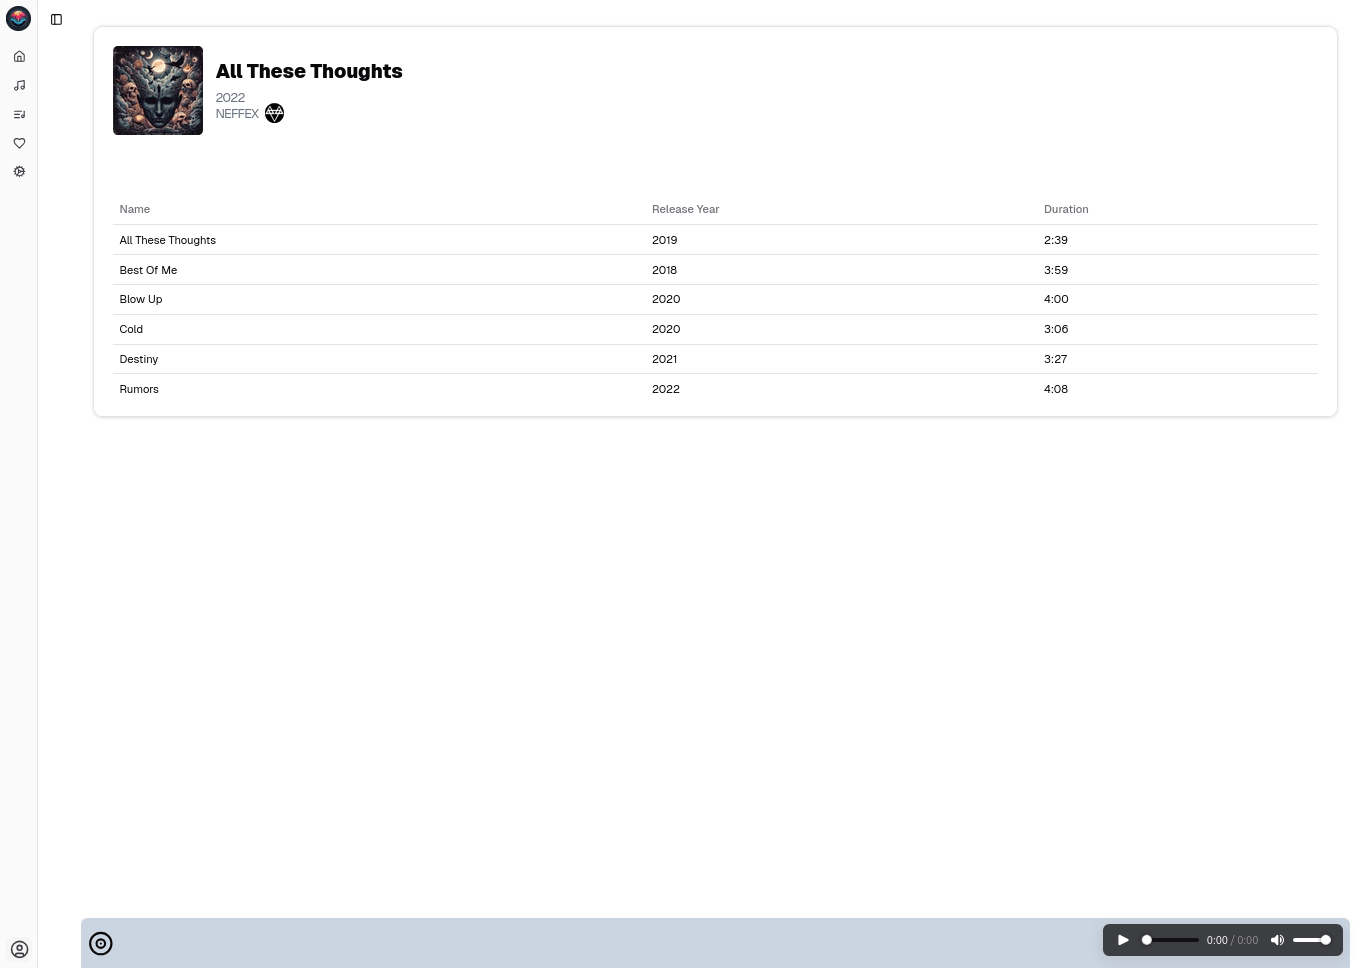 All These Thoughts
2022
NEFFEX
Name Release Year Duration
All These Thoughts 2019 2:39
Best Of Me 2018 3:59
Blow Up 2020 4:00
Cold 2020 3:06
Destiny 2021 3:27
Rumors 2022 4:08
0:00 / 0:00